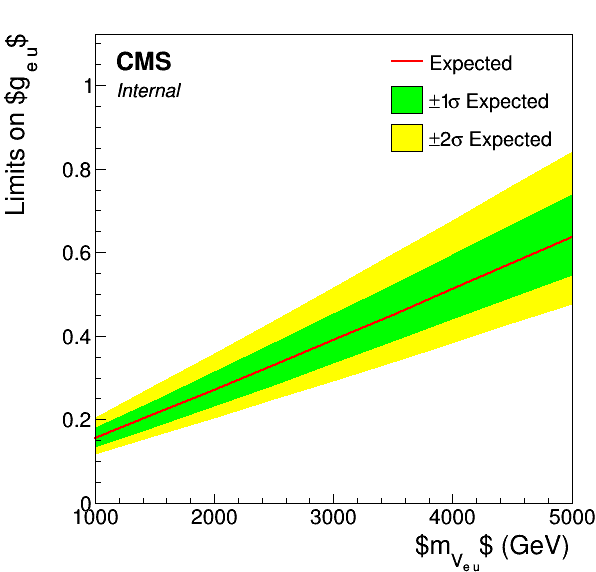 CMS
Internal
Expected
±1σ Expected
±2σ Expected
Limits on $g_{e u}$
1
0.8
0.6
0.4
0.2
0
1000 2000 3000 4000 5000
$m_{V_{e u}}$ (GeV)